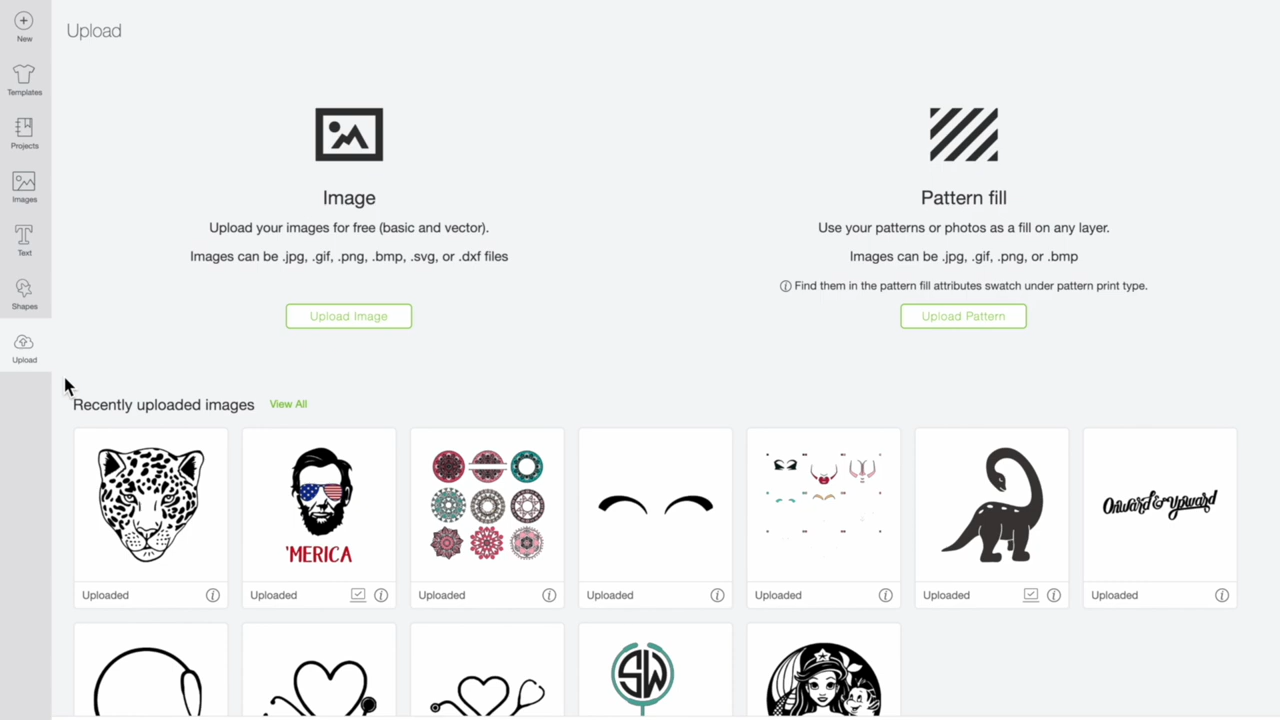 New
Templates
Projects
Images
Text
Shapes
Upload
Upload
Image
Upload your images for free (basic and vector).
Images can be .jpg, .gif, .png, .bmp, .svg, or .dxf files
Upload Image
Pattern fill
Use your patterns or photos as a fill on any layer.
Images can be .jpg, .gif, .png, or .bmp
Find them in the pattern fill attributes swatch under pattern print type.
Upload Pattern
Recently uploaded images View All
'MERICA
Onward & Upward
Uploaded
Uploaded
Uploaded
Uploaded
Uploaded
Uploaded
Uploaded
SW